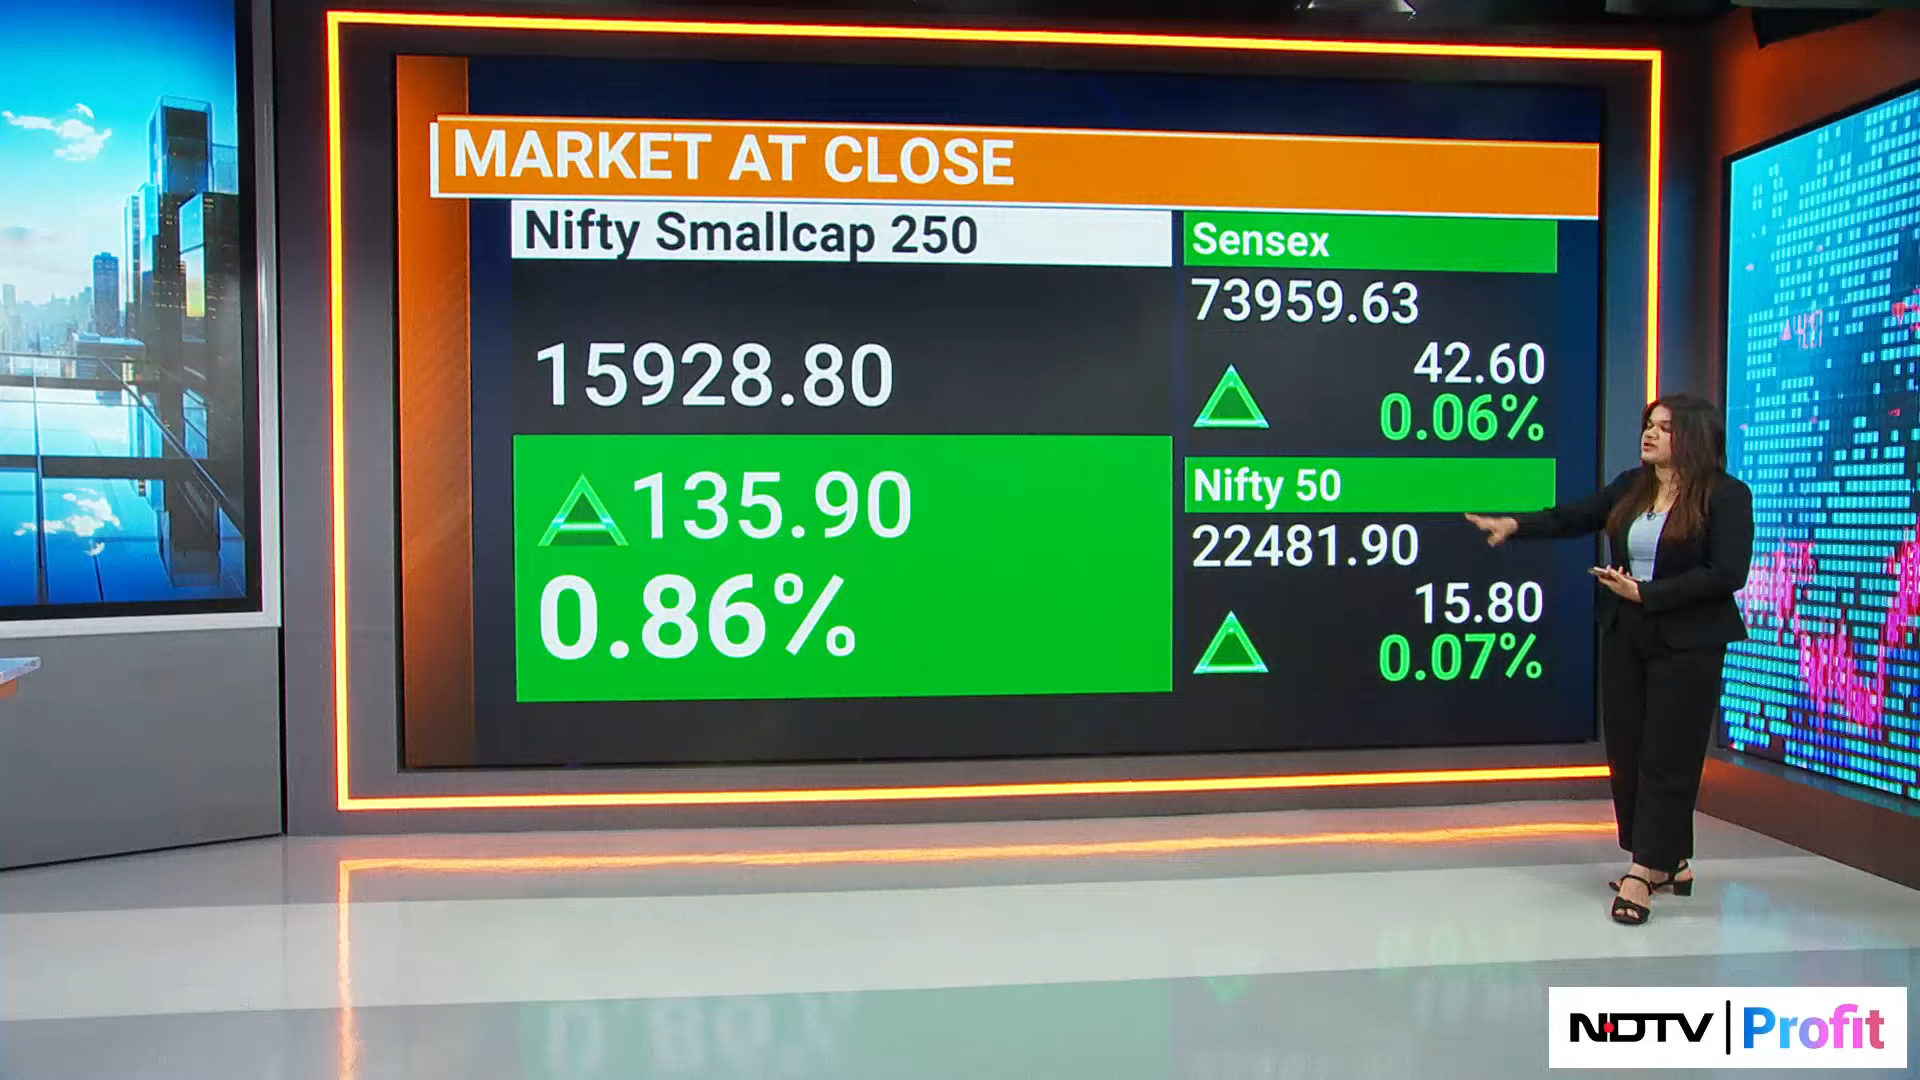 MARKET AT CLOSE
Nifty Smallcap 250
15928.80
135.90
0.86%
Sensex
73959.63
42.60
0.06%
Nifty 50
22481.90
15.80
0.07%
NDTV Profit